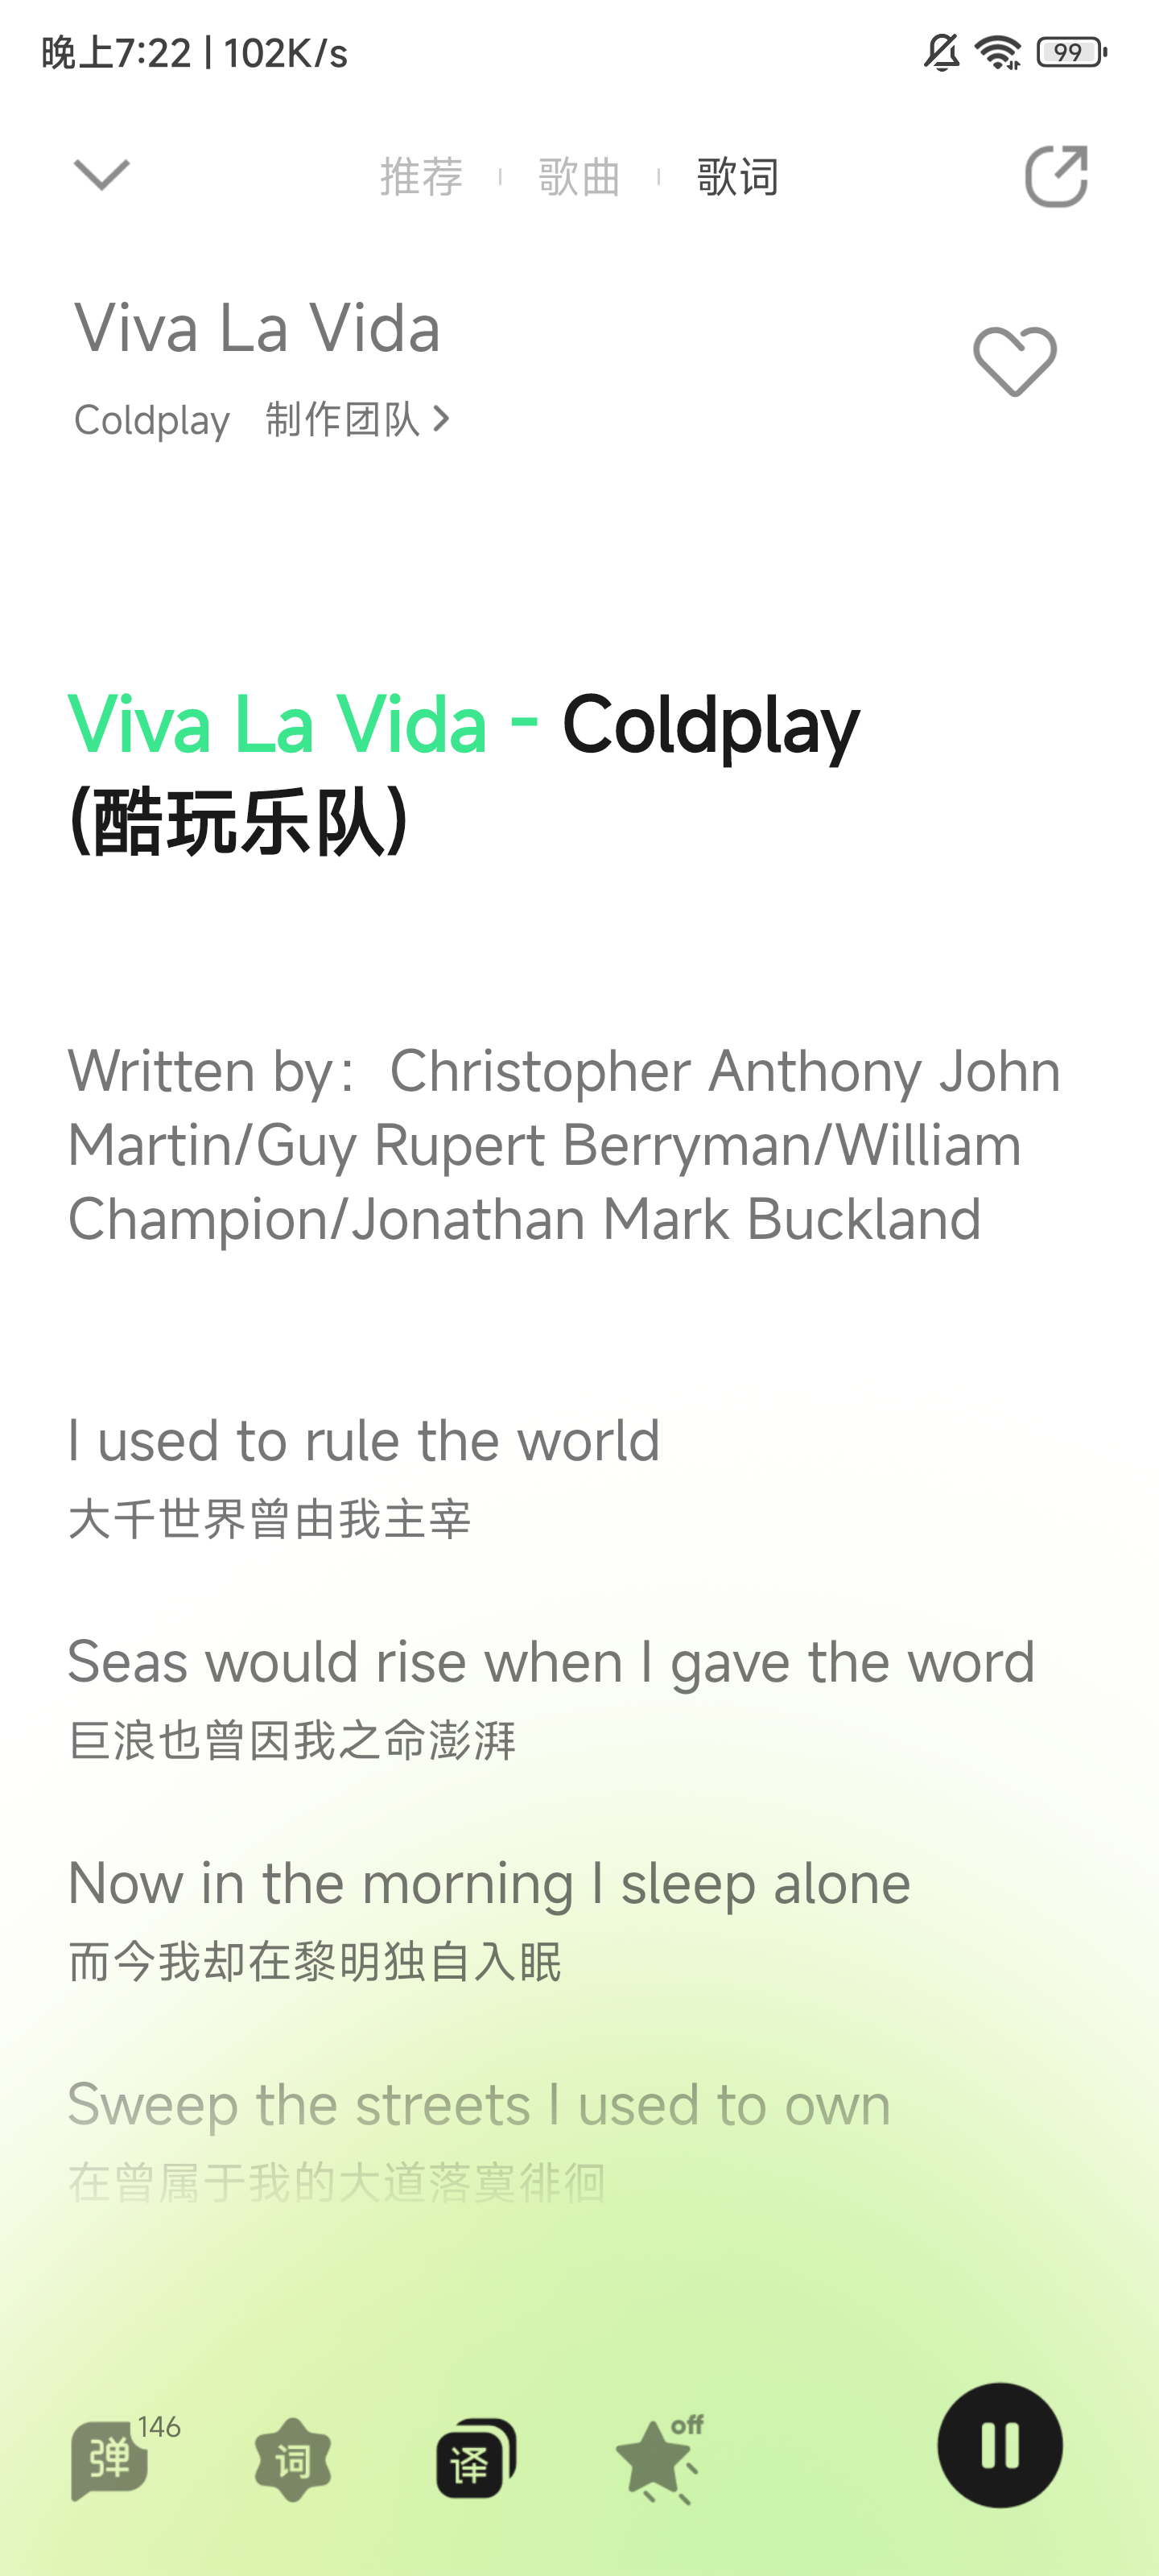 晚上7:22 | 102K/s
99
推荐 歌曲 歌词
Viva La Vida
Coldplay 制作团队
Viva La Vida - Coldplay
(酷玩乐队)
Written by：Christopher Anthony John
Martin/Guy Rupert Berryman/William
Champion/Jonathan Mark Buckland
I used to rule the world
大千世界曾由我主宰
Seas would rise when I gave the word
巨浪也曾因我之命澎湃
Now in the morning I sleep alone
而今我却在黎明独自入眠
Sweep the streets I used to own
在曾属于我的大道落寞徘徊
弹 146 词 译 off